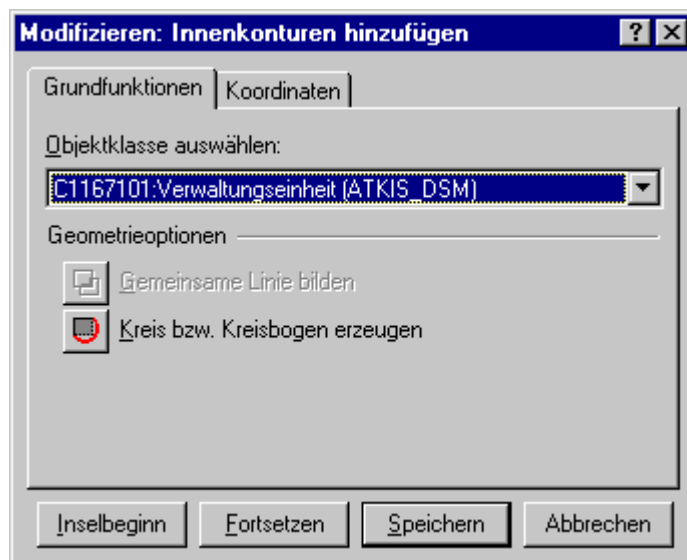 Modifizieren: Innenkonturen hinzufügen
Grundfunktionen Koordinaten
Objektklasse auswählen:
C1167101:Verwaltungseinheit (ATKIS_DSM)
Geometrieoptionen
Gemeinsame Linie bilden
Kreis bzw. Kreisbogen erzeugen
Inselbeginn Fortsetzen Speichern Abbrechen